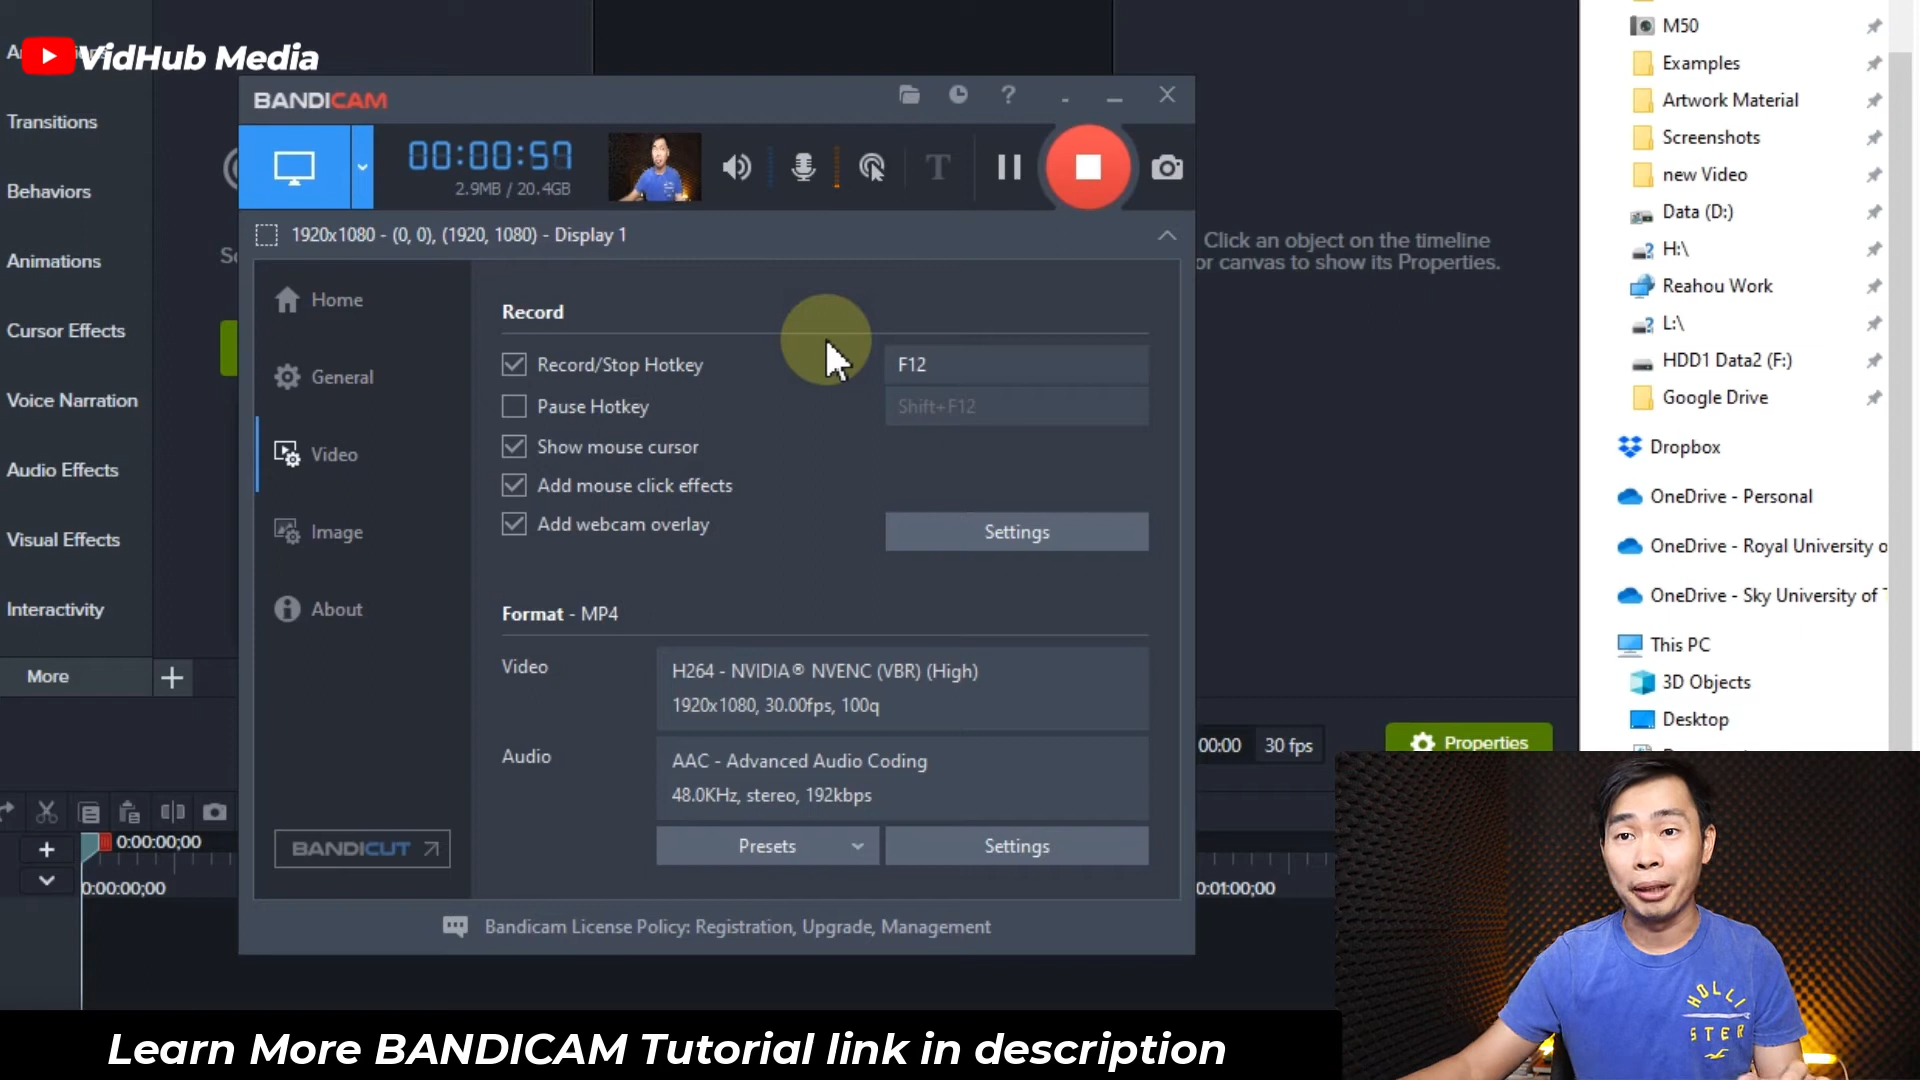 VidHub Media
Transitions
Behaviors
Animations
Cursor Effects
Voice Narration
Audio Effects
Visual Effects
Interactivity
More
BANDICAM
00:00:57
2.9MB / 20.4GB
T
1920x1080 - (0, 0), (1920, 1080) - Display 1
Home
General
Video
Image
About
BANDICUT
Record
Record/Stop Hotkey
F12
Pause Hotkey
Shift+F12
Show mouse cursor
Add mouse click effects
Add webcam overlay
Settings
Format - MP4
Video
H264 - NVIDIA® NVENC (VBR) (High)
1920x1080, 30.00fps, 100q
Audio
AAC - Advanced Audio Coding
48.0KHz, stereo, 192kbps
Presets
Settings
Bandicam License Policy: Registration, Upgrade, Management
Click an object on the timeline
or canvas to show its Properties.
00:00
30 fps
Properties
0:00:00;00
0:00:00;00
0:01:00;00
M50
Examples
Artwork Material
Screenshots
new Video
Data (D:)
H:\
Reahou Work
L:\
HDD1 Data2 (F:)
Google Drive
Dropbox
OneDrive - Personal
OneDrive - Royal University o
OneDrive - Sky University of
This PC
3D Objects
Desktop
HOLLI
STER
Learn More BANDICAM Tutorial link in description